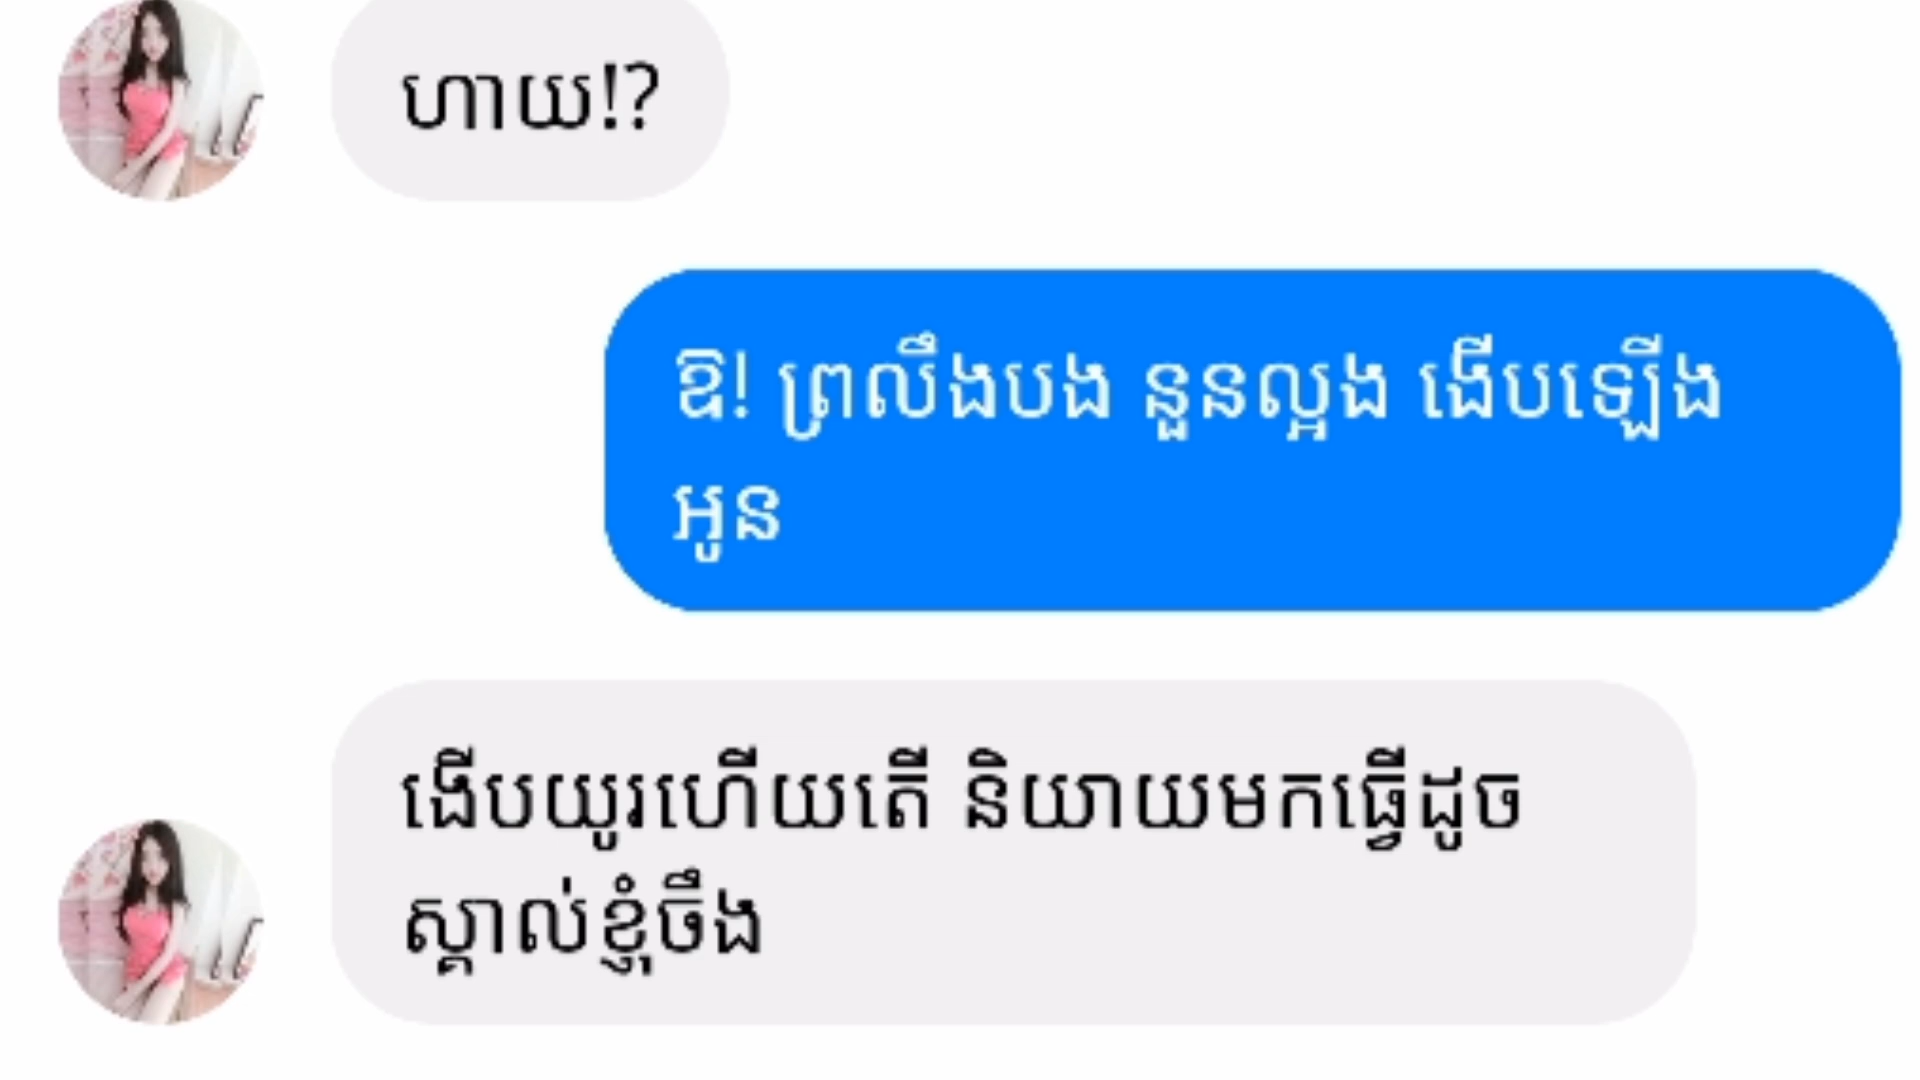 ហាយ!?
ឱ! ព្រលឹងបង នួនល្អង ងើបឡើង
អូន
ងើបយូរហើយតើ និយាយមកធ្វើដូច
ស្គាល់ខ្ញុំចឹង